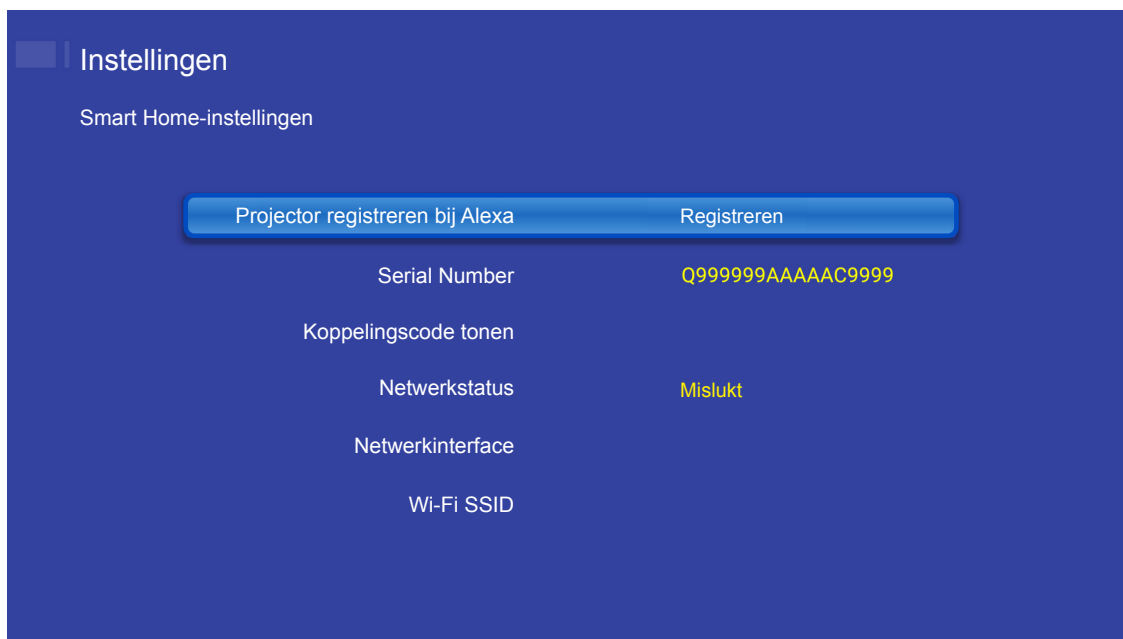 Instellingen
Smart Home-instellingen
Projector registreren bij Alexa Registreren
Serial Number Q999999AAAAAC9999
Koppelingscode tonen
Netwerkstatus Mislukt
Netwerkinterface
Wi-Fi SSID